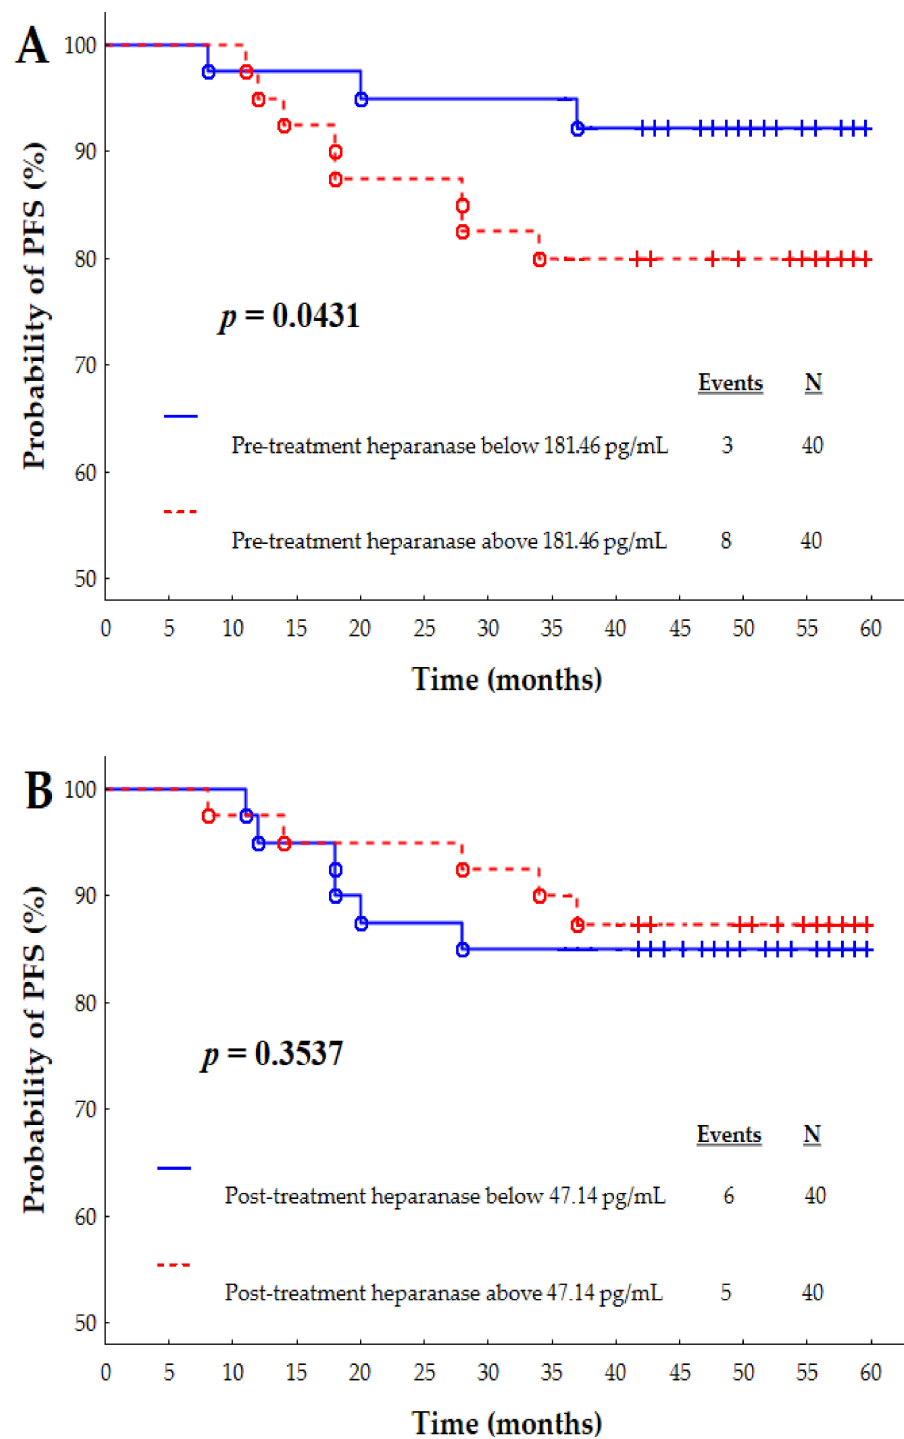 A
Probability of PFS (%)
100
90
80
70
60
50
p = 0.0431
Events N
Pre-treatment heparanase below 181.46 pg/mL 3 40
Pre-treatment heparanase above 181.46 pg/mL 8 40
0 5 10 15 20 25 30 35 40 45 50 55 60
Time (months)
B
Probability of PFS (%)
100
90
80
70
60
50
p = 0.3537
Events N
Post-treatment heparanase below 47.14 pg/mL 6 40
Post-treatment heparanase above 47.14 pg/mL 5 40
0 5 10 15 20 25 30 35 40 45 50 55 60
Time (months)